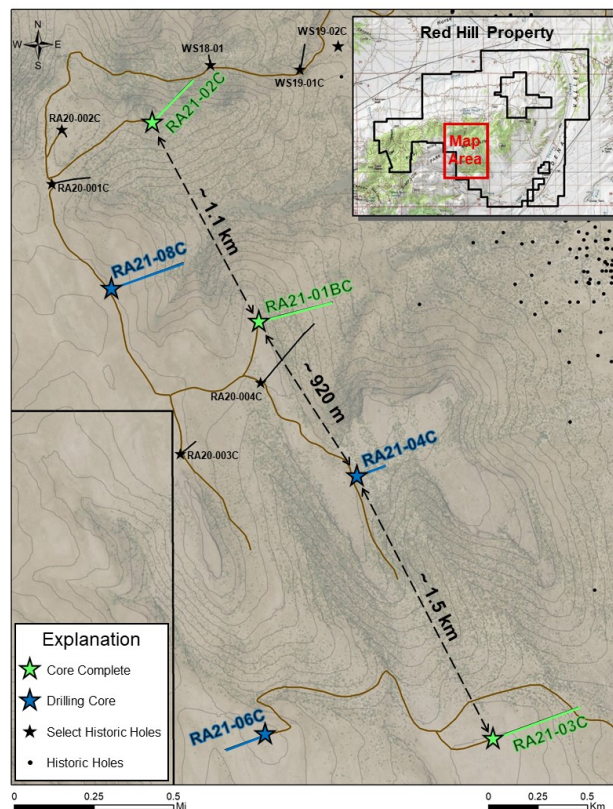 N
W E
S
WS19-02C
WS18-01
WS19-01C
RA21-02C
RA20-002C
RA20-001C
Red Hill Property
Map
Area
~ 1.1 km
RA21-08C
RA21-01BC
RA20-004C
~ 920 m
RA20-003C
RA21-04C
~ 1.5 km
RA21-06C
RA21-03C
Explanation
Core Complete
Drilling Core
Select Historic Holes
Historic Holes
0 0.25 0.5
Mi
0 0.25 0.5
Km